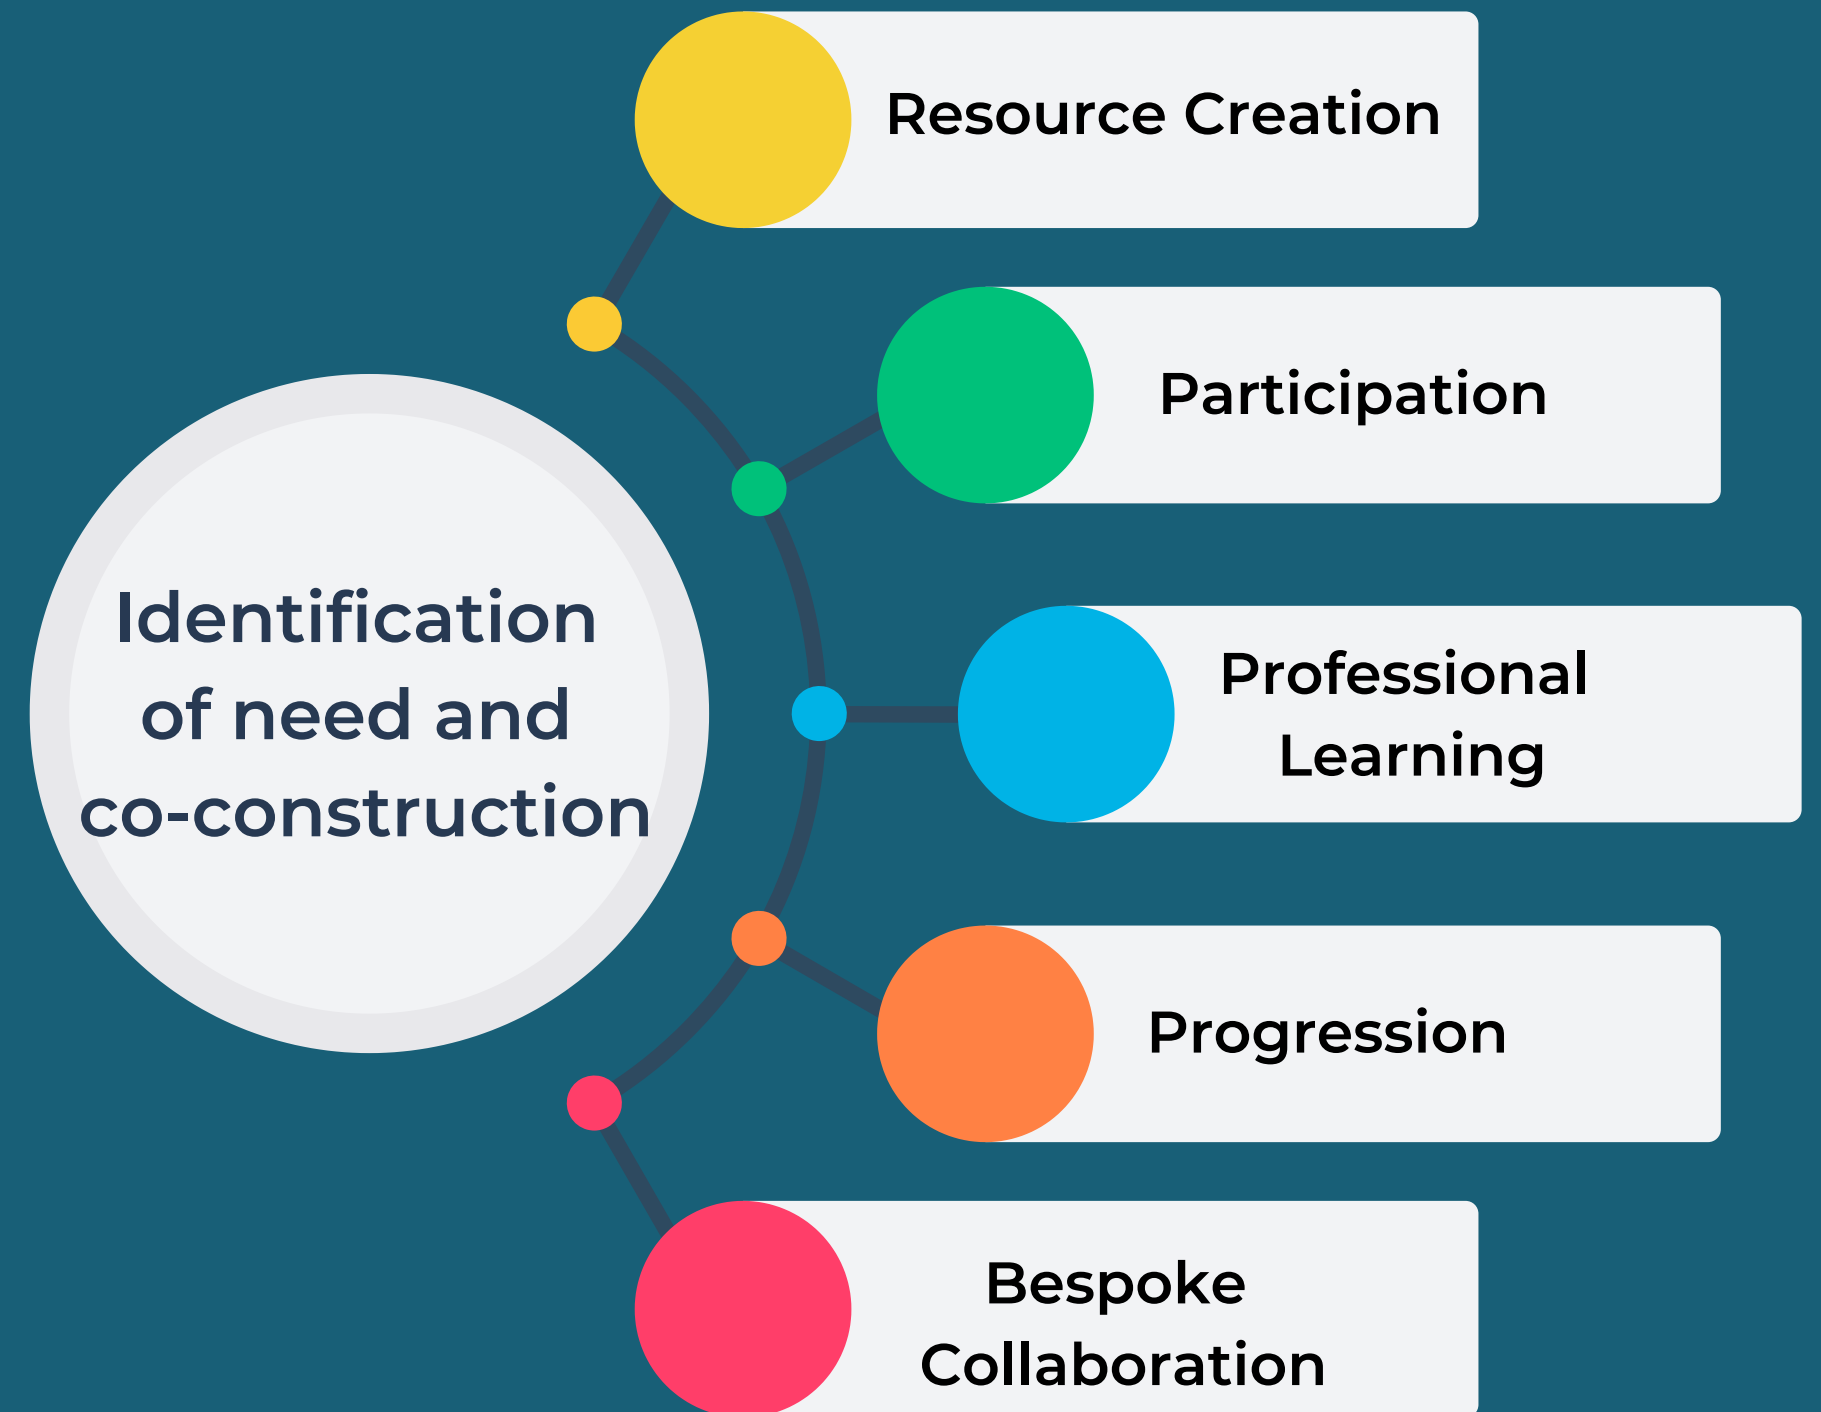 Resource Creation
Participation
Identification
of need and
co-construction
Professional
Learning
Progression
Bespoke
Collaboration